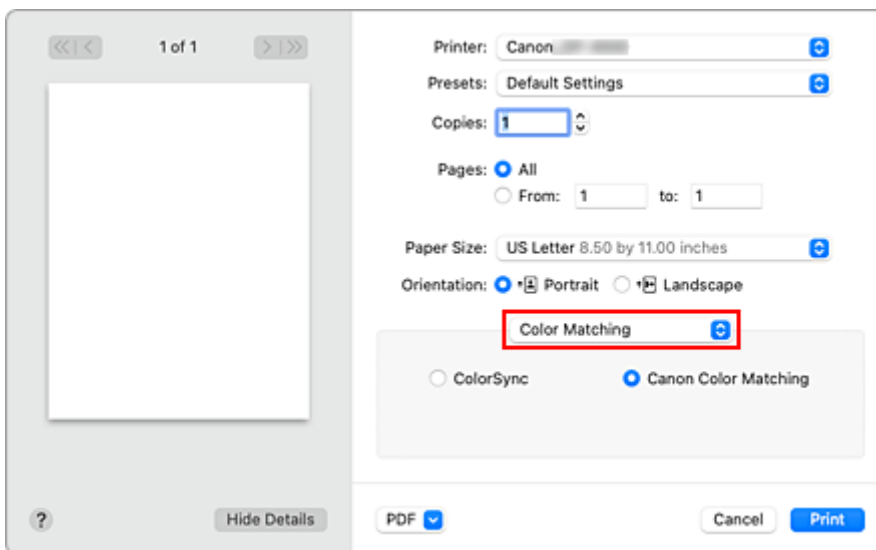 1 of 1
Printer: Canon
Presets: Default Settings
Copies: 1
Pages: All
From: 1 to: 1
Paper Size: US Letter 8.50 by 11.00 inches
Orientation: Portrait Landscape
Color Matching
ColorSync Canon Color Matching
? Hide Details PDF Cancel Print